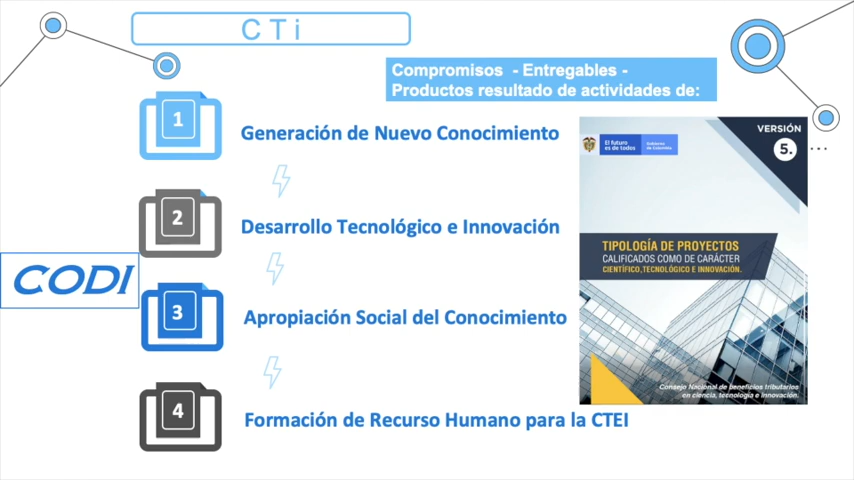 CTi
Compromisos - Entregables -
Productos resultado de actividades de:
1
Generación de Nuevo Conocimiento
2
Desarrollo Tecnológico e Innovación
CODI
3
Apropiación Social del Conocimiento
4
Formación de Recurso Humano para la CTEI
VERSIÓN
5.
El futuro
es de todos
Gobierno
de Colombia
TIPOLOGÍA DE PROYECTOS
CALIFICADOS COMO DE CARÁCTER
CIENTÍFICO, TECNOLÓGICO E INNOVACIÓN.
Consejo Nacional de beneficios tributarios
en ciencia, tecnología e innovación.